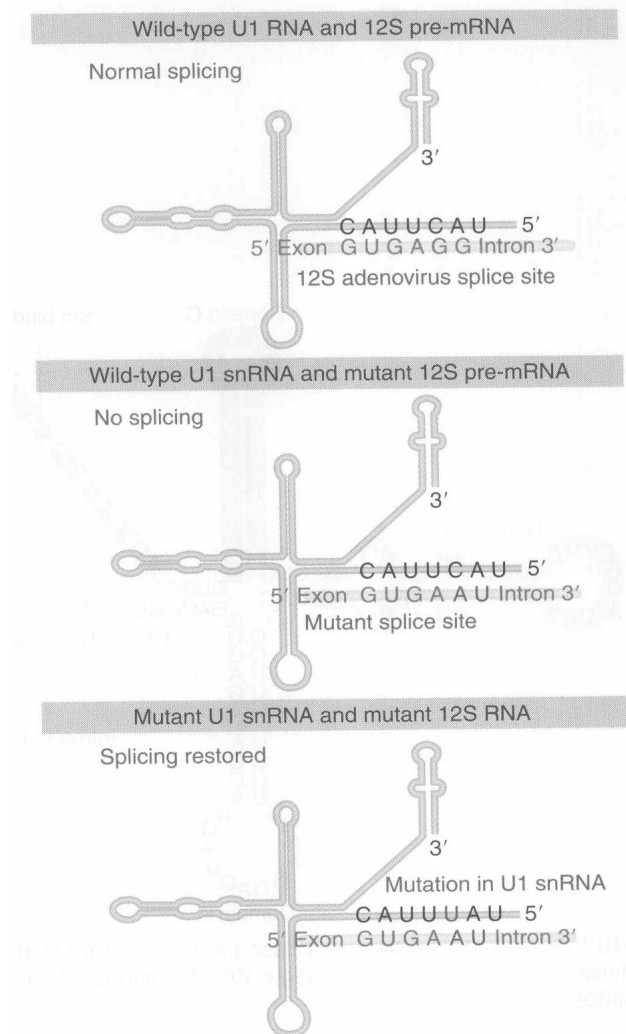 Wild-type U1 RNA and 12S pre-mRNA
Normal splicing
3′
C A U U C A U 5′
5′ Exon G U G A G G Intron 3′
12S adenovirus splice site
Wild-type U1 snRNA and mutant 12S pre-mRNA
No splicing
3′
C A U U C A U 5′
5′ Exon G U G A A U Intron 3′
Mutant splice site
Mutant U1 snRNA and mutant 12S RNA
Splicing restored
3′
Mutation in U1 snRNA
C A U U U A U 5′
5′ Exon G U G A A U Intron 3′